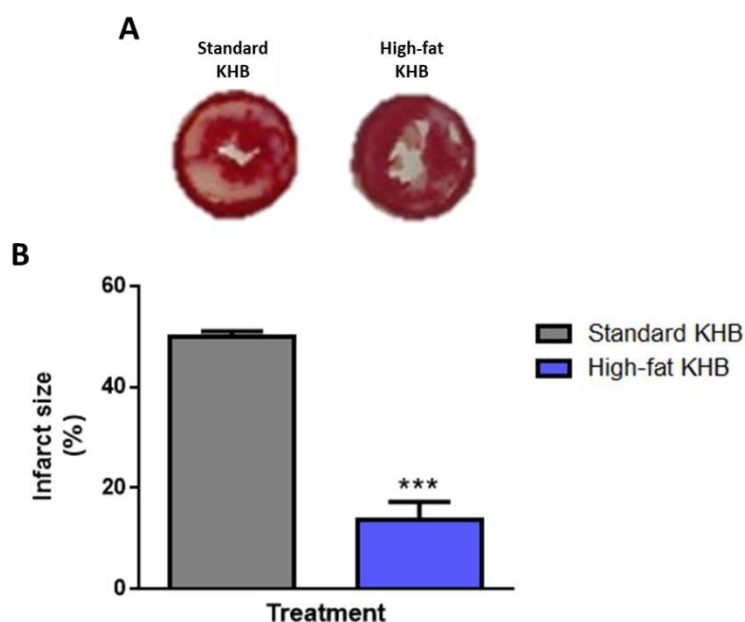 A
Standard
KHB
High-fat
KHB
B
60
40
20
0
Infarct size
(%)
***
Treatment
Standard KHB
High-fat KHB